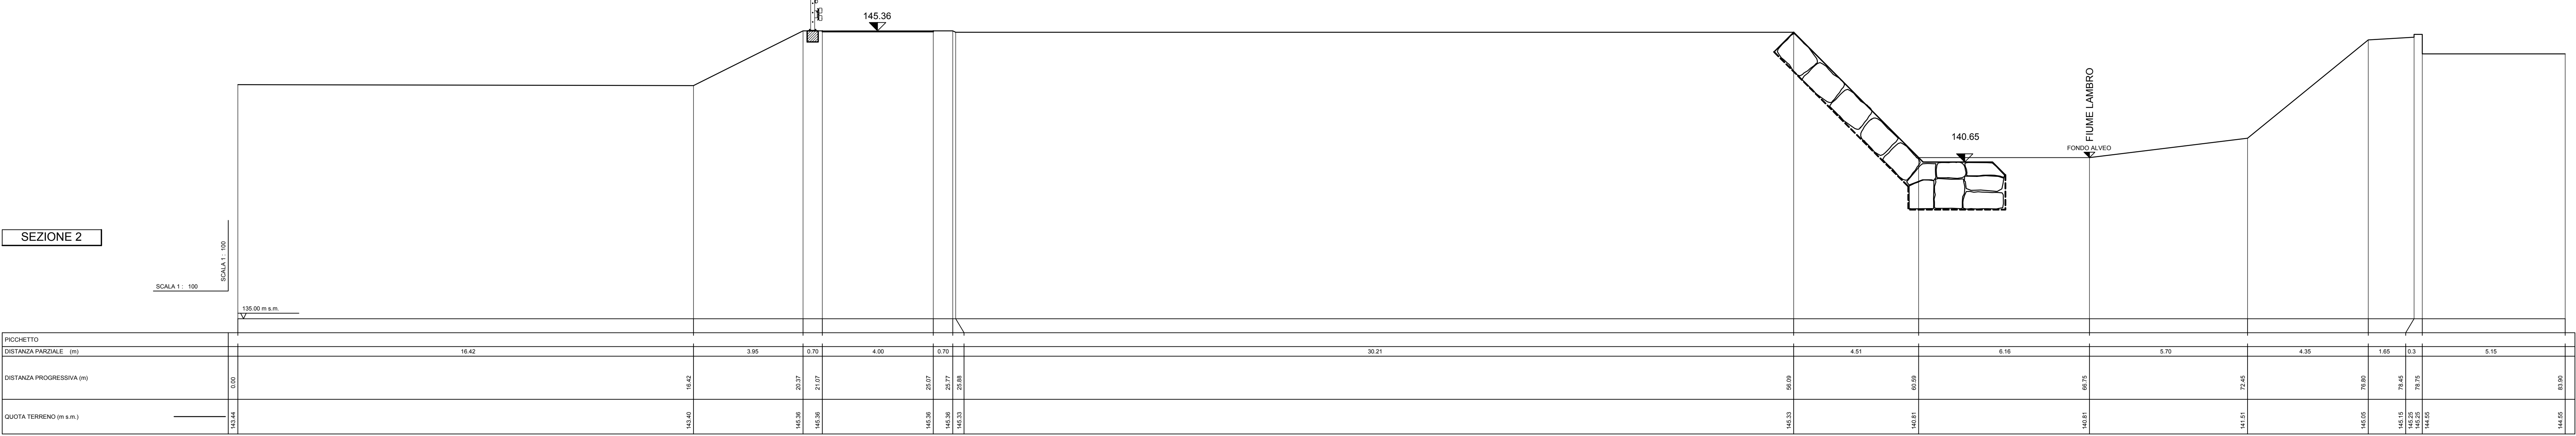 145.36
FIUME LAMBRO
140.65
FONDO ALVEO
SEZIONE 2
SCALA 1 : 100
SCALA 1 : 100
135.00 m s.m.
PICCHETTO
DISTANZA PARZIALE (m) 16.42 3.95 0.70 4.00 0.70 30.21 4.51 6.16 5.70 4.35 1.65 0.3 5.15
DISTANZA PROGRESSIVA (m) 0.00 16.42 20.37 21.07 25.07 25.77 25.88 56.09 60.59 66.75 72.45 76.80 78.45 78.75 83.90
QUOTA TERRENO (m s.m.) 143.44 143.40 145.36 145.36 145.36 145.36 145.33 145.33 140.81 140.81 141.51 145.05 145.15 145.25 145.25 144.55 144.55